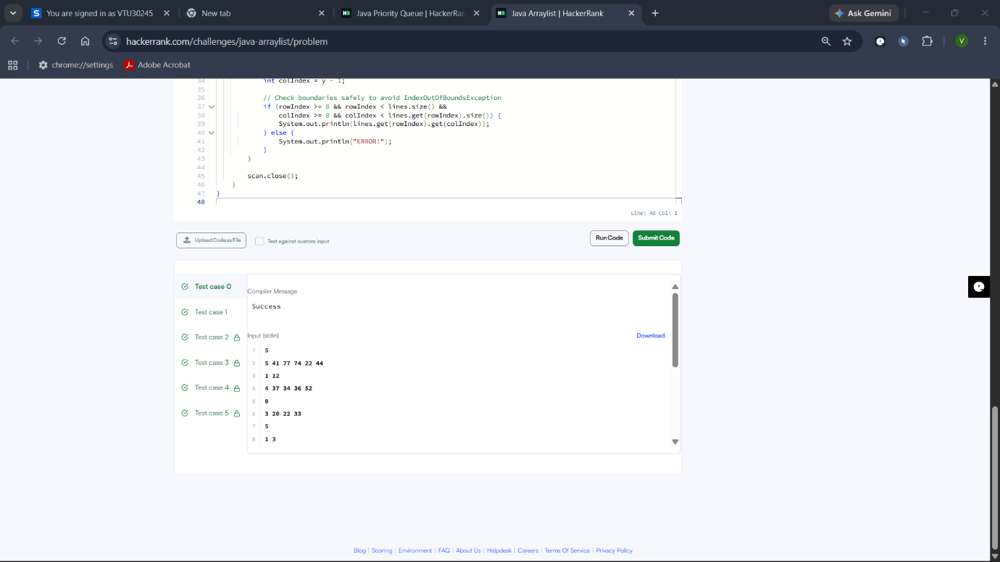 You are signed in as VTU30245
New tab
Java Priority Queue | HackerRan
Java Arraylist | HackerRank
Ask Gemini
hackerrank.com/challenges/java-arraylist/problem
V
chrome://settings
Adobe Acrobat
34 int colIndex = y - 1;
35
36 // Check boundaries safely to avoid IndexOutOfBoundsException
37 if (rowIndex >= 0 && rowIndex < lines.size() &&
38 colIndex >= 0 && colIndex < lines.get(rowIndex).size()) {
39 System.out.println(lines.get(rowIndex).get(colIndex));
40 } else {
41 System.out.println("ERROR!");
42 }
43 }
44
45 scan.close();
46 }
47 }
48
Line: 48 Col: 1
Upload Code as File
Test against custom input
Run Code
Submit Code
Test case 0
Test case 1
Test case 2
Test case 3
Test case 4
Test case 5
Compiler Message
Success
Input (stdin)
Download
1 5
2 5 41 77 74 22 44
3 1 12
4 4 37 34 36 52
5 0
6 3 20 22 33
7 5
8 1 3
Blog | Scoring | Environment | FAQ | About Us | Helpdesk | Careers | Terms Of Service | Privacy Policy